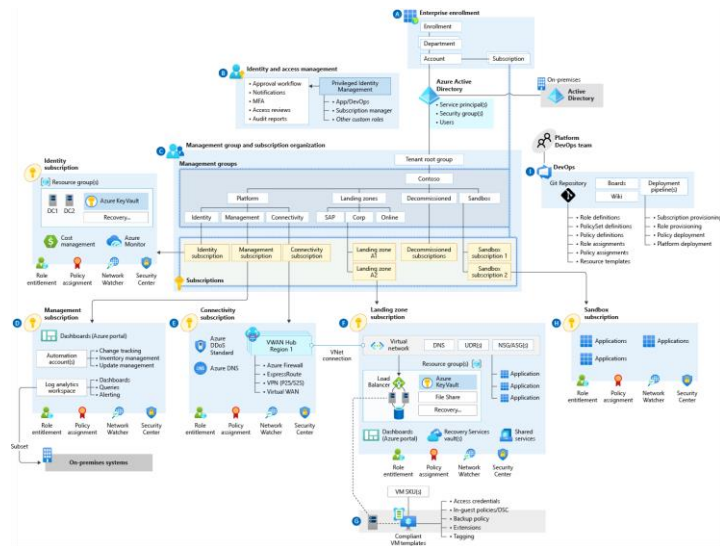 A
Enterprise enrollment
Enrollment
Department
Account
Subscription
B
Identity and access management
• Approval workflow
• Notifications
• MFA
• Access reviews
• Audit reports
Privileged Identity
Management
• App/DevOps
• Subscription manager
• Other custom roles
Azure Active
Directory
• Service principal(s)
• Security group(s)
• Users
On-premises
Active
Directory
C
Management group and subscription organization
Management groups
Tenant root group
Contoso
Platform
Landing zones
Decommissioned
Sandbox
Identity
Management
Connectivity
SAP
Corp
Online
Identity
subscription
Management
subscription
Connectivity
subscription
Landing zone
A1
Landing zone
A2
Decommissioned
subscriptions
Sandbox
subscription 1
Sandbox
subscription 2
Subscriptions
Identity
subscription
Resource group(s)
DC1
DC2
Azure Key Vault
Recovery...
Cost
management
Azure
Monitor
Role
entitlement
Policy
assignment
Network
Watcher
Security
Center
Platform
DevOps team
I
DevOps
Git Repository
Boards
Wiki
Deployment
pipeline(s)
• Role definitions
• PolicySet definitions
• Policy definitions
• Role assignments
• Policy assignments
• Resource templates
• Subscription provisioning
• Role provisioning
• Policy deployment
• Platform deployment
D
Management
subscription
Dashboards (Azure portal)
Automation
account(s)
• Change tracking
• Inventory management
• Update management
Log analytics
workspace
• Dashboards
• Queries
• Alerting
Role
entitlement
Policy
assignment
Network
Watcher
Security
Center
Subset
On-premises systems
E
Connectivity
subscription
Azure
DDoS
Standard
Azure DNS
VWAN Hub
Region 1
• Azure Firewall
• ExpressRoute
• VPN (P2S/S2S)
• Virtual WAN
Role
entitlement
Policy
assignment
Network
Watcher
Security
Center
VNet
connection
F
Landing zone
subscription
Virtual
network
DNS
UDR(s)
NSG/ASG(s)
Resource group(s)
Load
Balancer
Azure
Key Vault
File Share
Recovery...
Application
Application
Application
Dashboards
(Azure portal)
Recovery Services
vault(s)
Shared
services
Role
entitlement
Policy
assignment
Network
Watcher
Security
Center
H
Sandbox
subscription
Applications
Applications
Applications
Role
entitlement
Policy
assignment
Network
Watcher
Security
Center
G
VM SKU(s)
Compliant
VM templates
• Access credentials
• In-guest policies/DSC
• Backup policy
• Extensions
• Tagging